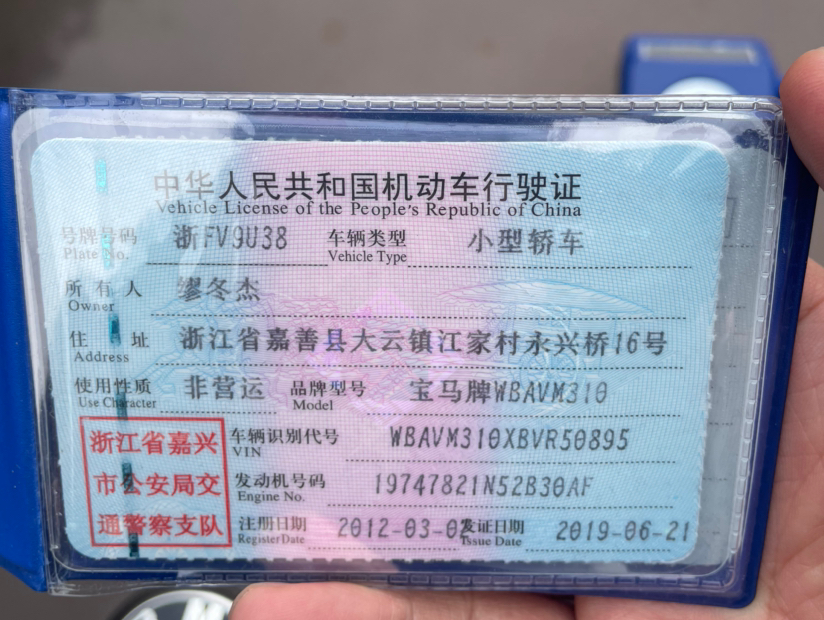 中华人民共和国机动车行驶证
Vehicle License of the People's Republic of China
号牌号码 浙FV9U38 车辆类型 小型轿车
Plate No. Vehicle Type
所有人 缪冬杰
Owner
住址 浙江省嘉善县大云镇江家村永兴桥16号
Address
使用性质 非营运 品牌型号 宝马牌WBAVM310
Use Character Model
浙江省嘉兴 车辆识别代号 WBAVM310XBVR50895
VIN
市公安局交 发动机号码 19747821N52B30AF
Engine No.
通警察支队 注册日期 2012-03-0 发证日期 2019-06-21
Register Date Issue Date